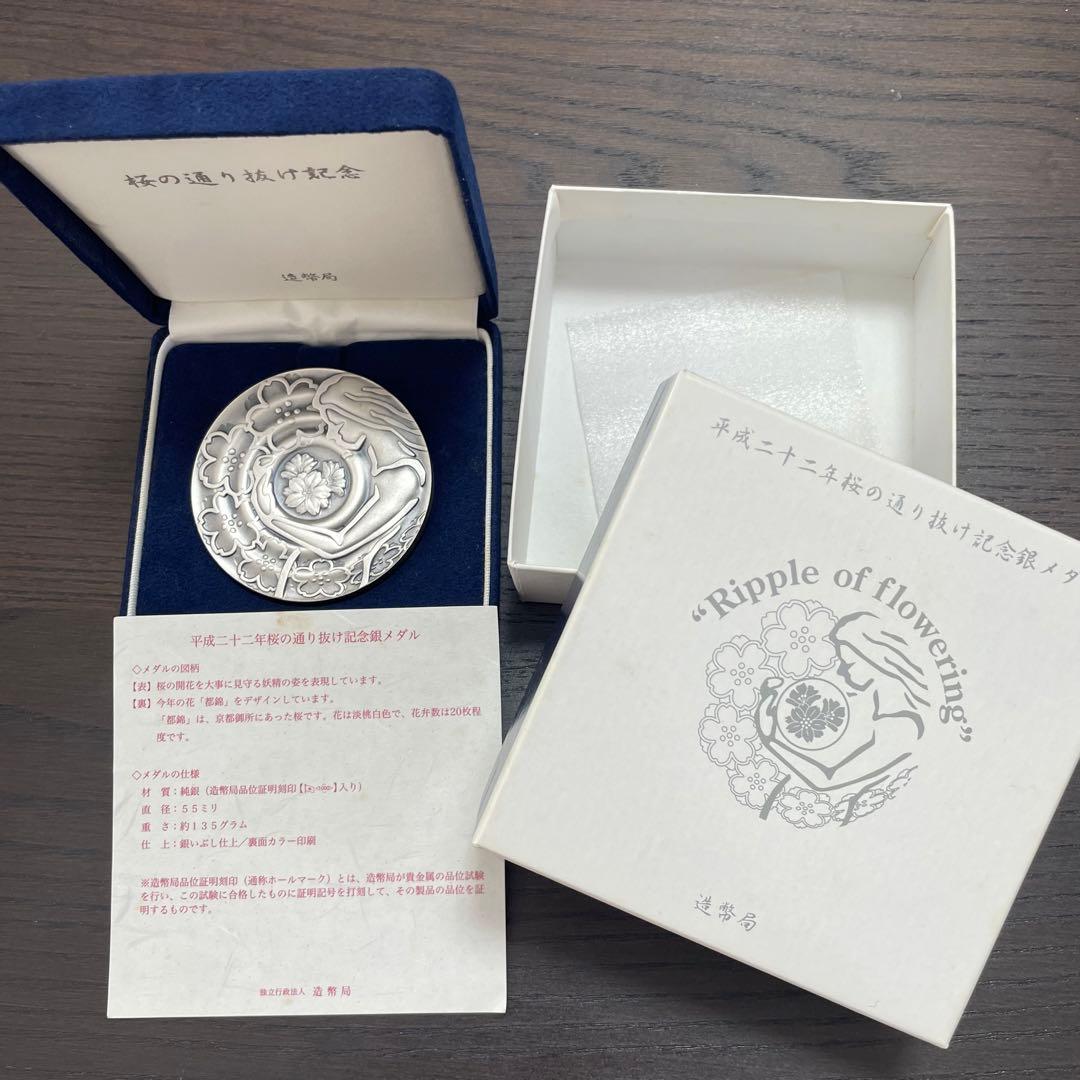 桜の通り抜け記念
造幣局
平成二十二年桜の通り抜け記念銀メダル
◇メダルの図柄
【表】桜の開花を大事に見守る妖精の姿を表現しています。
【裏】今年の花「都錦」をデザインしています。
「都錦」は、京都御所にあった桜です。花は淡桃白色で、花弁数は20枚程
度です。
◇メダルの仕様
材 質：純銀（造幣局品位証明刻印【
】入り）
直 径：５５ミリ
重 さ：約１３５グラム
仕 上：銀いぶし仕上／裏面カラー印刷
※造幣局品位証明刻印（通称ホールマーク）とは、造幣局が貴金属の品位試験
を行い、この試験に合格したものに証明記号を打刻して、その製品の品位を証
明するものです。
独立行政法人 造幣局
平成二十二年桜の通り抜け記念銀メダ
“Ripple of flowering”
造幣局